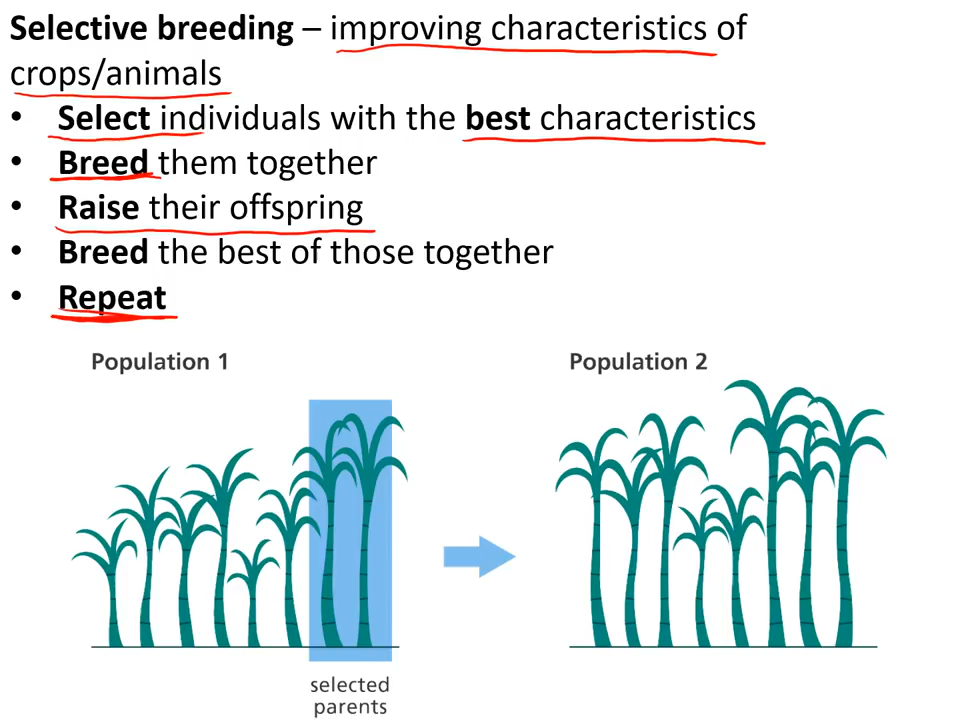 Selective breeding – improving characteristics of
crops/animals
• Select individuals with the best characteristics
• Breed them together
• Raise their offspring
• Breed the best of those together
• Repeat
Population 1
Population 2
selected
parents